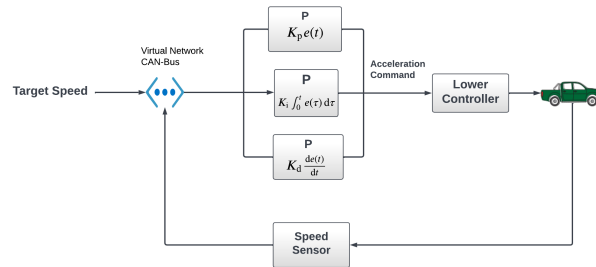 P
K_p e(t)
Virtual Network
CAN-Bus
Target Speed
P
K_i ∫_0^t e(τ) dτ
Acceleration
Command
Lower
Controller
P
K_d de(t)/dt
Speed
Sensor